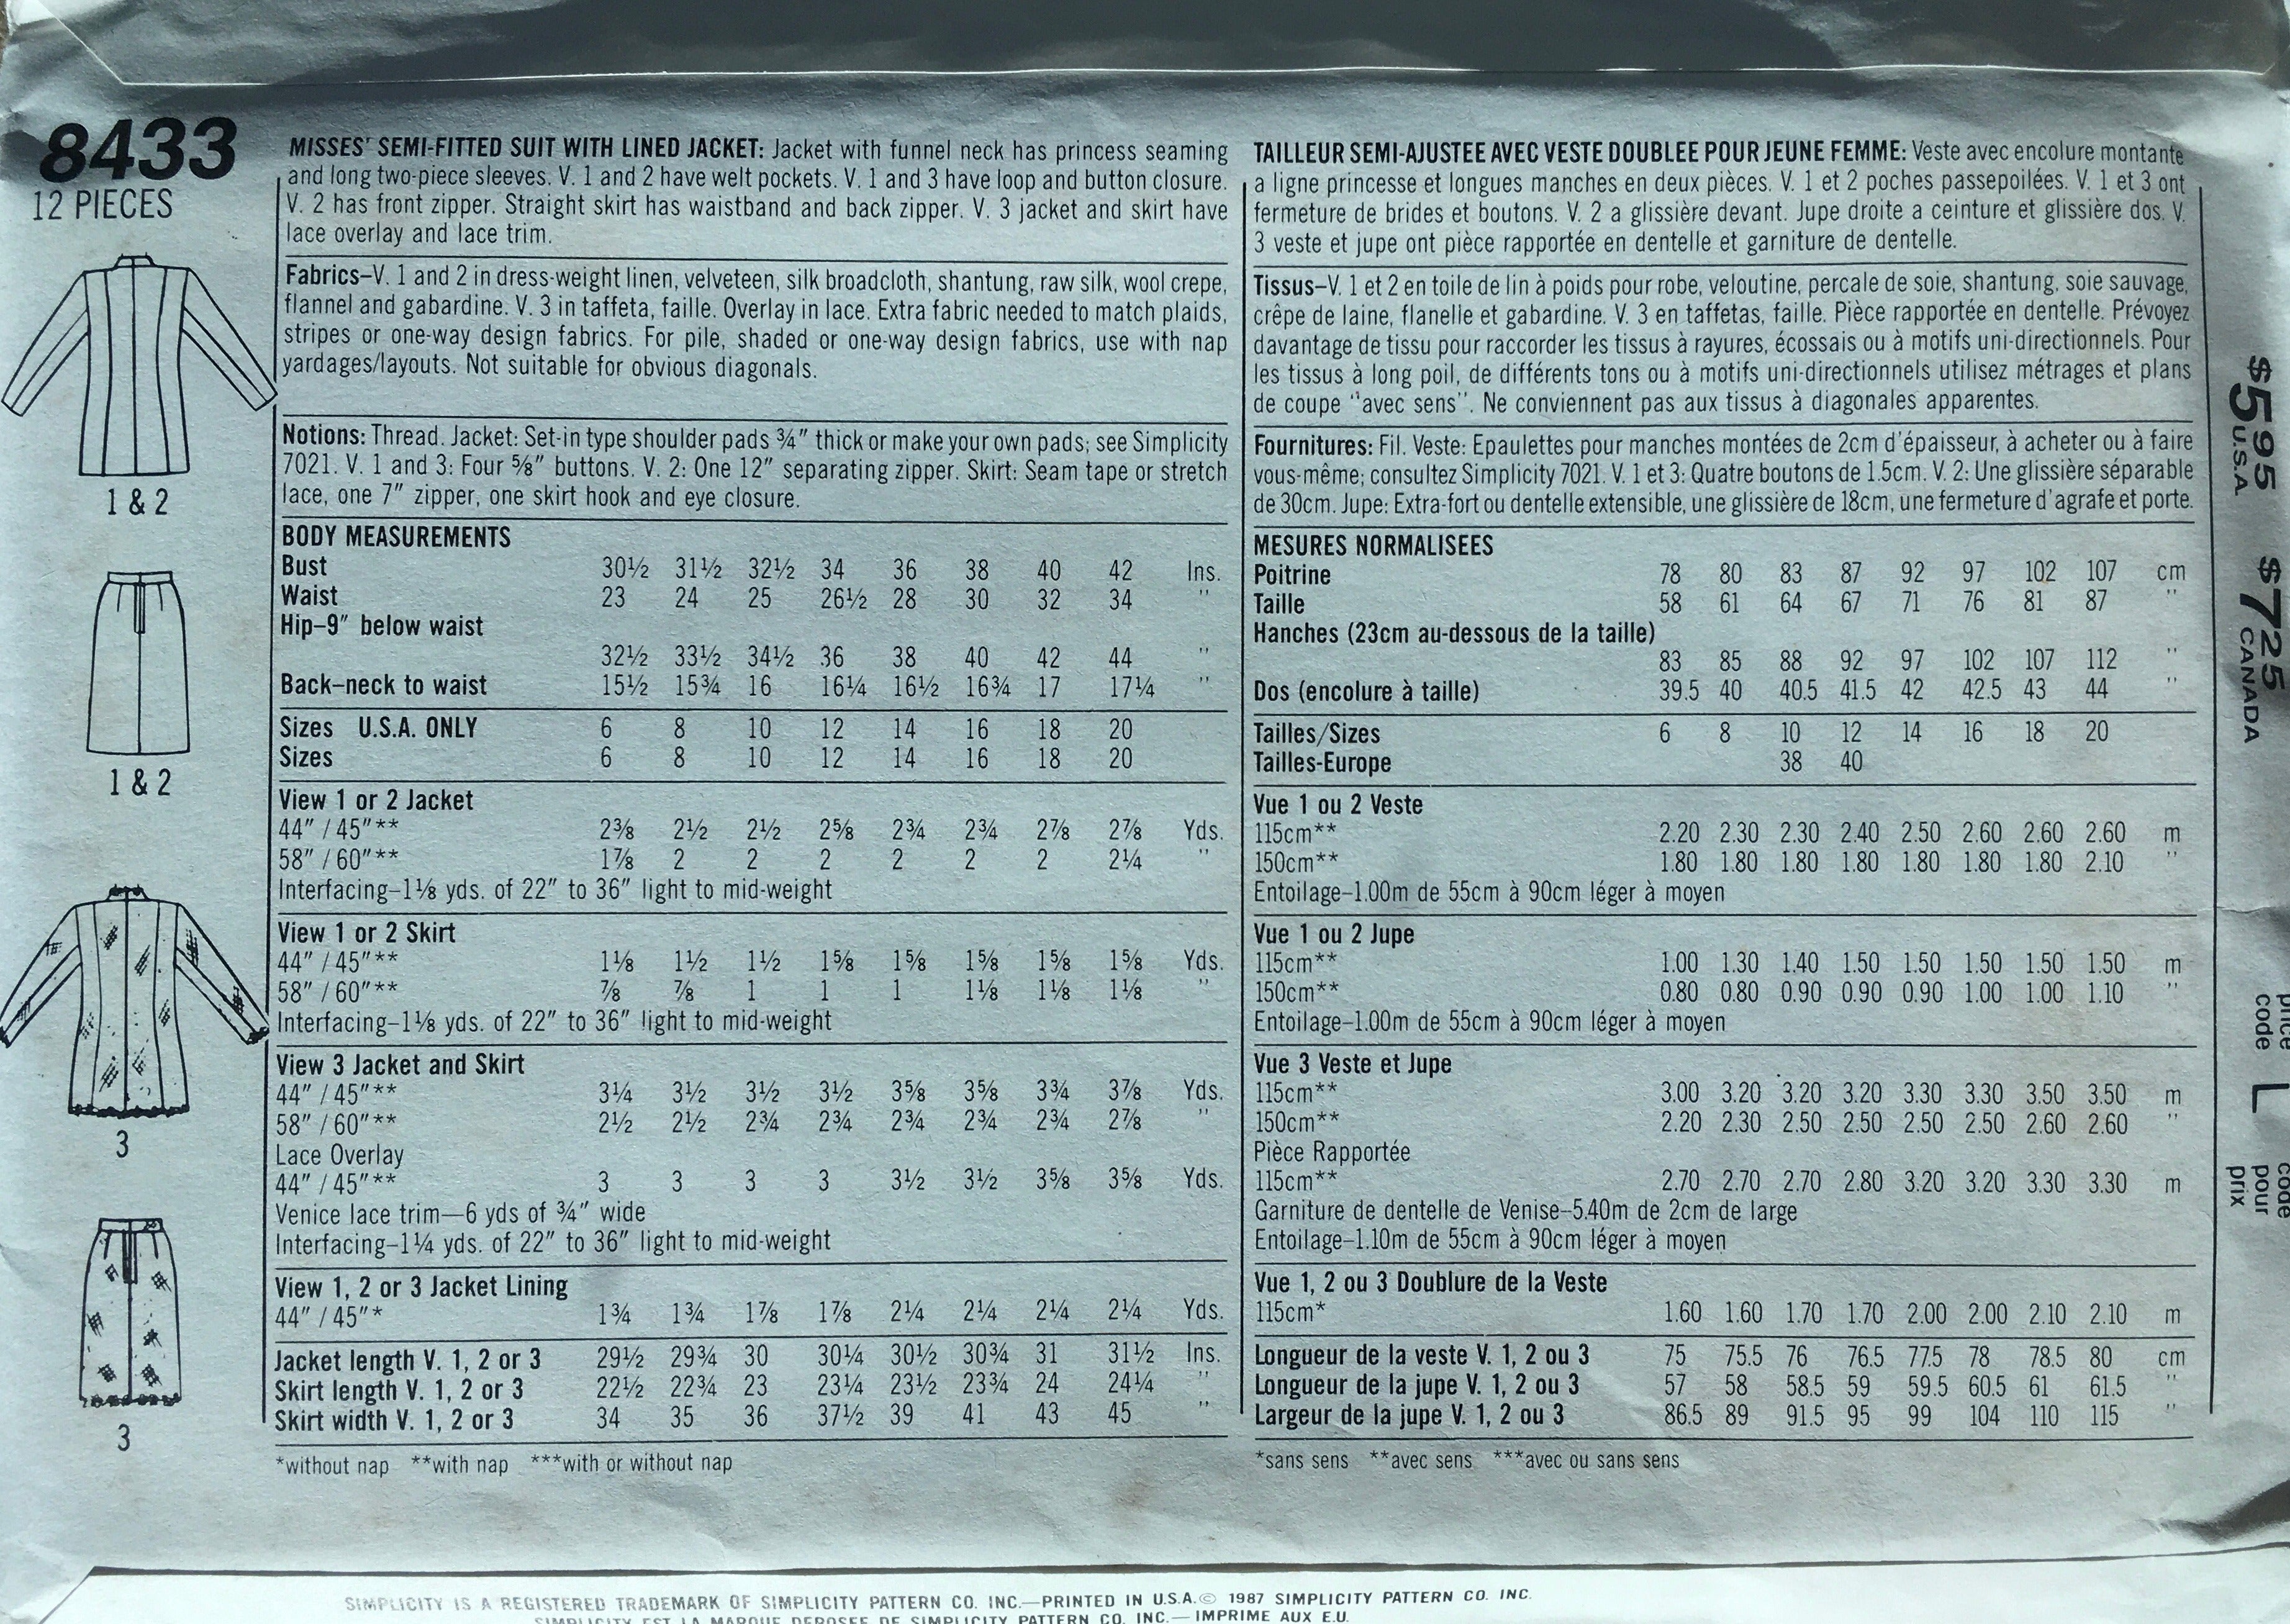 8433
12 PIECES
1 & 2
1 & 2
3
3
MISSES' SEMI-FITTED SUIT WITH LINED JACKET: Jacket with funnel neck has princess seaming
and long two-piece sleeves. V. 1 and 2 have welt pockets. V. 1 and 3 have loop and button closure.
V. 2 has front zipper. Straight skirt has waistband and back zipper. V. 3 jacket and skirt have
lace overlay and lace trim.
Fabrics–V. 1 and 2 in dress-weight linen, velveteen, silk broadcloth, shantung, raw silk, wool crepe,
flannel and gabardine. V. 3 in taffeta, faille. Overlay in lace. Extra fabric needed to match plaids,
stripes or one-way design fabrics. For pile, shaded or one-way design fabrics, use with nap
yardages/layouts. Not suitable for obvious diagonals.
Notions: Thread. Jacket: Set-in type shoulder pads ¾" thick or make your own pads; see Simplicity
7021. V. 1 and 3: Four ⅝" buttons. V. 2: One 12" separating zipper. Skirt: Seam tape or stretch
lace, one 7" zipper, one skirt hook and eye closure.
BODY MEASUREMENTS
Bust 30½ 31½ 32½ 34 36 38 40 42 Ins.
Waist 23 24 25 26½ 28 30 32 34 "
Hip–9" below waist
32½ 33½ 34½ 36 38 40 42 44 "
Back–neck to waist 15½ 15¾ 16 16¼ 16½ 16¾ 17 17¼ "
Sizes U.S.A. ONLY 6 8 10 12 14 16 18 20
Sizes 6 8 10 12 14 16 18 20
View 1 or 2 Jacket
44" / 45"** 2⅜ 2½ 2½ 2⅝ 2¾ 2¾ 2⅞ 2⅞ Yds.
58" / 60"** 1⅞ 2 2 2 2 2 2 2¼ "
Interfacing–1⅛ yds. of 22" to 36" light to mid-weight
View 1 or 2 Skirt
44" / 45"** 1⅛ 1½ 1½ 1⅝ 1⅝ 1⅝ 1⅝ 1⅝ Yds.
58" / 60"** ⅞ ⅞ 1 1 1 1⅛ 1⅛ 1⅛ "
Interfacing–1⅛ yds. of 22" to 36" light to mid-weight
View 3 Jacket and Skirt
44" / 45"** 3¼ 3½ 3½ 3½ 3⅝ 3⅝ 3¾ 3⅞ Yds.
58" / 60"** 2½ 2½ 2¾ 2¾ 2¾ 2¾ 2¾ 2⅞ "
Lace Overlay
44" / 45"** 3 3 3 3 3½ 3½ 3⅝ 3⅝ Yds.
Venice lace trim—6 yds of ¾" wide
Interfacing–1¼ yds. of 22" to 36" light to mid-weight
View 1, 2 or 3 Jacket Lining
44" / 45"* 1¾ 1¾ 1⅞ 1⅞ 2¼ 2¼ 2¼ 2¼ Yds.
Jacket length V. 1, 2 or 3 29½ 29¾ 30 30¼ 30½ 30¾ 31 31½ Ins.
Skirt length V. 1, 2 or 3 22½ 22¾ 23 23¼ 23½ 23¾ 24 24¼ "
Skirt width V. 1, 2 or 3 34 35 36 37½ 39 41 43 45 "
*without nap **with nap ***with or without nap
TAILLEUR SEMI-AJUSTEE AVEC VESTE DOUBLEE POUR JEUNE FEMME: Veste avec encolure montante
a ligne princesse et longues manches en deux pièces. V. 1 et 2 poches passepoilées. V. 1 et 3 ont
fermeture de brides et boutons. V. 2 a glissière devant. Jupe droite a ceinture et glissière dos. V.
3 veste et jupe ont pièce rapportée en dentelle et garniture de dentelle.
Tissus–V. 1 et 2 en toile de lin à poids pour robe, veloutine, percale de soie, shantung, soie sauvage,
crêpe de laine, flanelle et gabardine. V. 3 en taffetas, faille. Pièce rapportée en dentelle. Prévoyez
davantage de tissu pour raccorder les tissus à rayures, écossais ou à motifs uni-directionnels. Pour
les tissus à long poil, de différents tons ou à motifs uni-directionnels utilisez métrages et plans
de coupe "avec sens". Ne conviennent pas aux tissus à diagonales apparentes.
Fournitures: Fil. Veste: Epaulettes pour manches montées de 2cm d'épaisseur, à acheter ou à faire
vous-même; consultez Simplicity 7021. V. 1 et 3: Quatre boutons de 1.5cm. V. 2: Une glissière séparable
de 30cm. Jupe: Extra-fort ou dentelle extensible, une glissière de 18cm, une fermeture d'agrafe et porte.
MESURES NORMALISEES
Poitrine 78 80 83 87 92 97 102 107 cm
Taille 58 61 64 67 71 76 81 87 "
Hanches (23cm au-dessous de la taille)
83 85 88 92 97 102 107 112 "
Dos (encolure à taille) 39.5 40 40.5 41.5 42 42.5 43 44 "
Tailles/Sizes 6 8 10 12 14 16 18 20
Tailles-Europe 38 40
Vue 1 ou 2 Veste
115cm** 2.20 2.30 2.30 2.40 2.50 2.60 2.60 2.60 m
150cm** 1.80 1.80 1.80 1.80 1.80 1.80 1.80 2.10 "
Entoilage–1.00m de 55cm à 90cm léger à moyen
Vue 1 ou 2 Jupe
115cm** 1.00 1.30 1.40 1.50 1.50 1.50 1.50 1.50 m
150cm** 0.80 0.80 0.90 0.90 0.90 1.00 1.00 1.10 "
Entoilage–1.00m de 55cm à 90cm léger à moyen
Vue 3 Veste et Jupe
115cm** 3.00 3.20 3.20 3.20 3.30 3.30 3.50 3.50 m
150cm** 2.20 2.30 2.50 2.50 2.50 2.50 2.60 2.60 "
Pièce Rapportée
115cm** 2.70 2.70 2.70 2.80 3.20 3.20 3.30 3.30 m
Garniture de dentelle de Venise–5.40m de 2cm de large
Entoilage–1.10m de 55cm à 90cm léger à moyen
Vue 1, 2 ou 3 Doublure de la Veste
115cm* 1.60 1.60 1.70 1.70 2.00 2.00 2.10 2.10 m
Longueur de la veste V. 1, 2 ou 3 75 75.5 76 76.5 77.5 78 78.5 80 cm
Longueur de la jupe V. 1, 2 ou 3 57 58 58.5 59 59.5 60.5 61 61.5 "
Largeur de la jupe V. 1, 2 ou 3 86.5 89 91.5 95 99 104 110 115 "
*sans sens **avec sens ***avec ou sans sens
$5.95 U.S.A. $7.25 CANADA
price
code
L
code
pour
prix
SIMPLICITY IS A REGISTERED TRADEMARK OF SIMPLICITY PATTERN CO. INC.—PRINTED IN U.S.A.© 1987 SIMPLICITY PATTERN CO. INC.
SIMPLICITY EST LA MARQUE DEPOSEE DE SIMPLICITY PATTERN CO. INC.— IMPRIME AUX E.U.